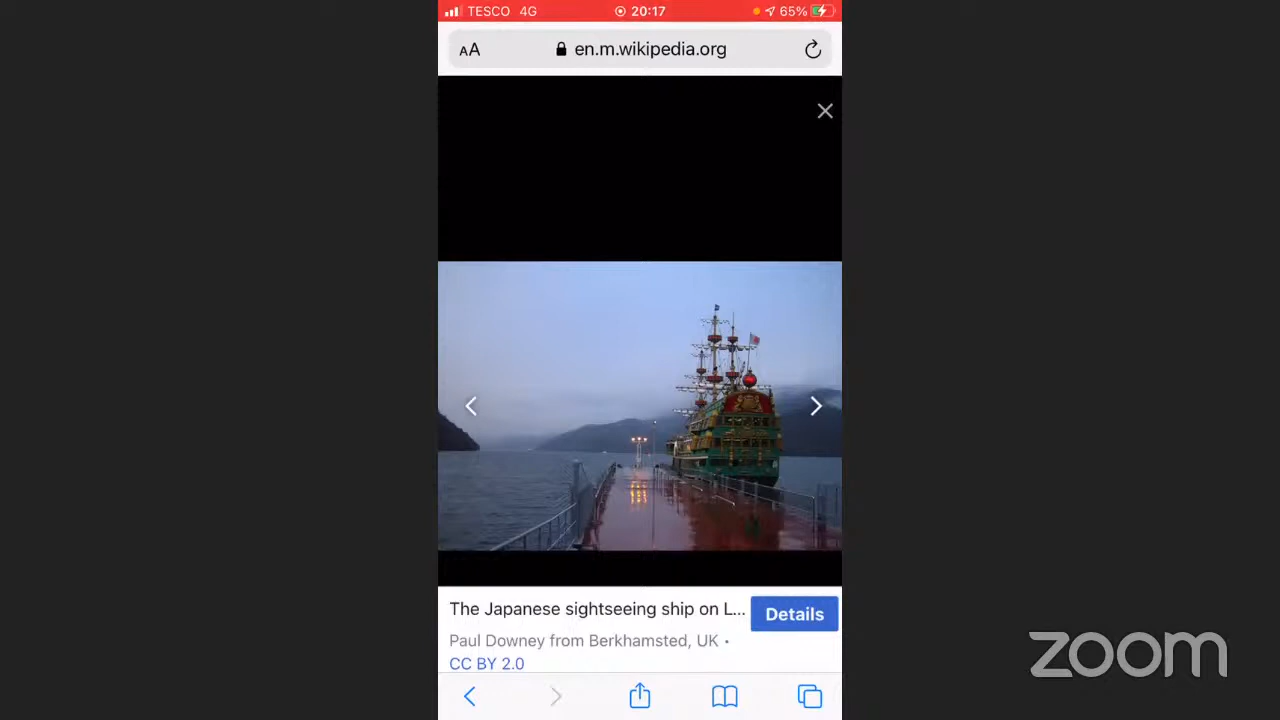 TESCO 4G 20:17 65%
AA en.m.wikipedia.org
The Japanese sightseeing ship on L...
Details
Paul Downey from Berkhamsted, UK •
CC BY 2.0
zoom